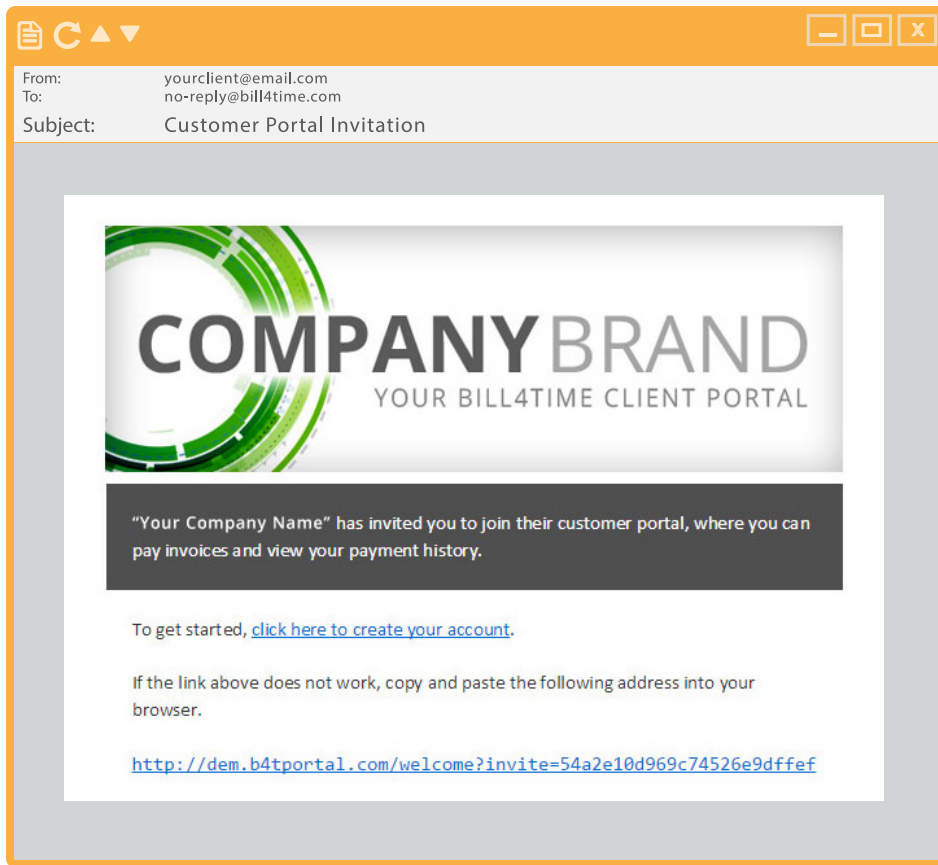 X
From: yourclient@email.com
To: no-reply@bill4time.com
Subject: Customer Portal Invitation
COMPANYBRAND
YOUR BILL4TIME CLIENT PORTAL
“Your Company Name” has invited you to join their customer portal, where you can
pay invoices and view your payment history.
To get started, click here to create your account.
If the link above does not work, copy and paste the following address into your
browser.
http://dem.b4tportal.com/welcome?invite=54a2e10d969c74526e9dffef